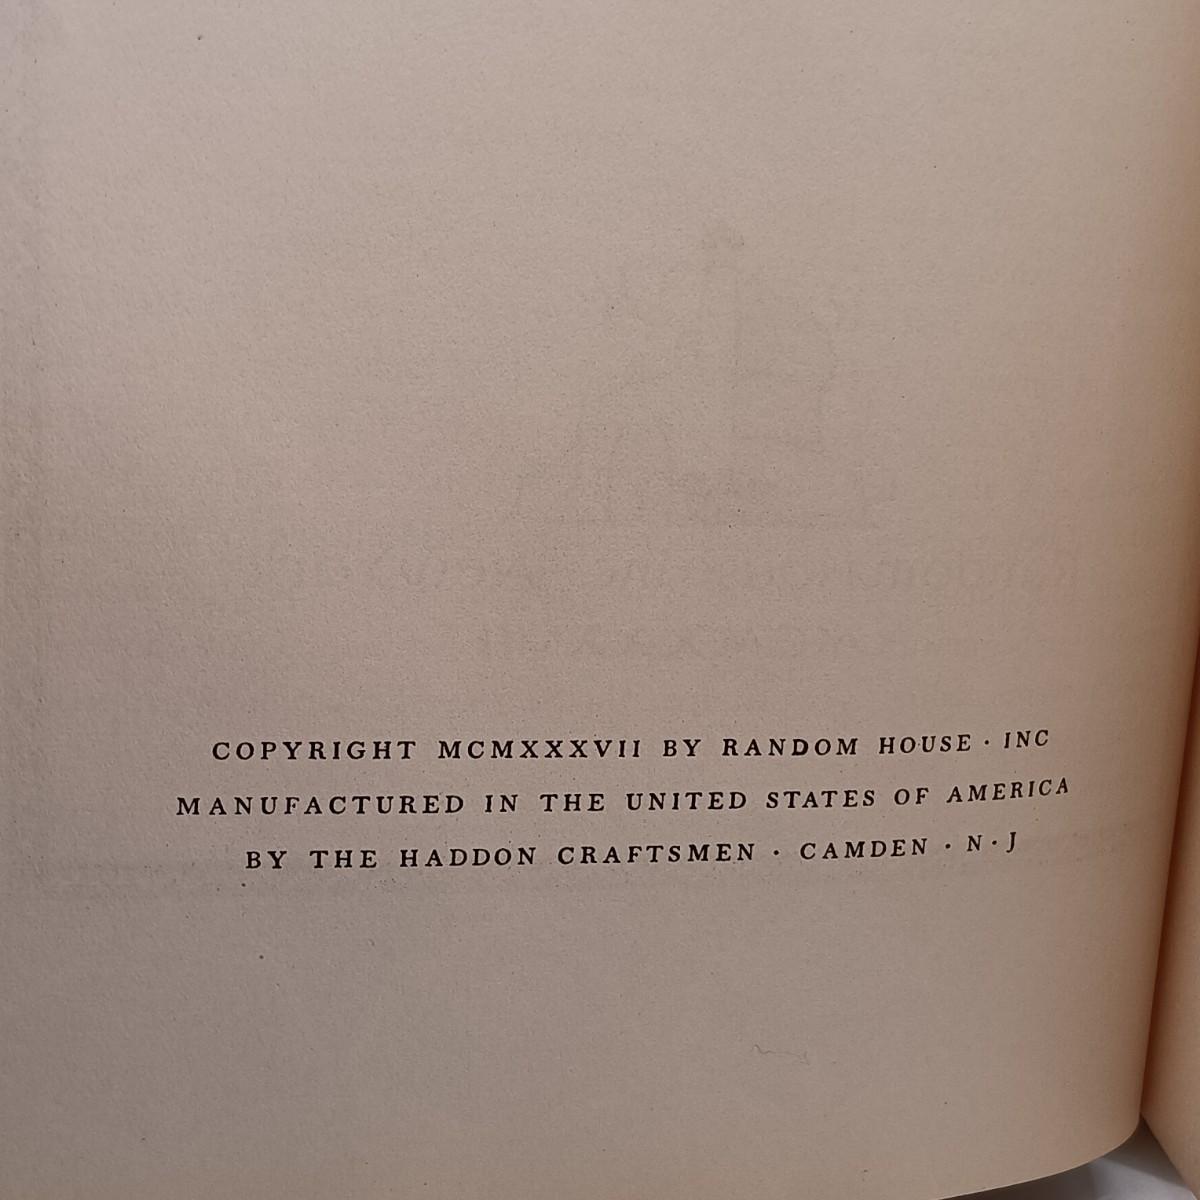 COPYRIGHT MCMXXXVII BY RANDOM HOUSE · INC
MANUFACTURED IN THE UNITED STATES OF AMERICA
BY THE HADDON CRAFTSMEN · CAMDEN · N · J